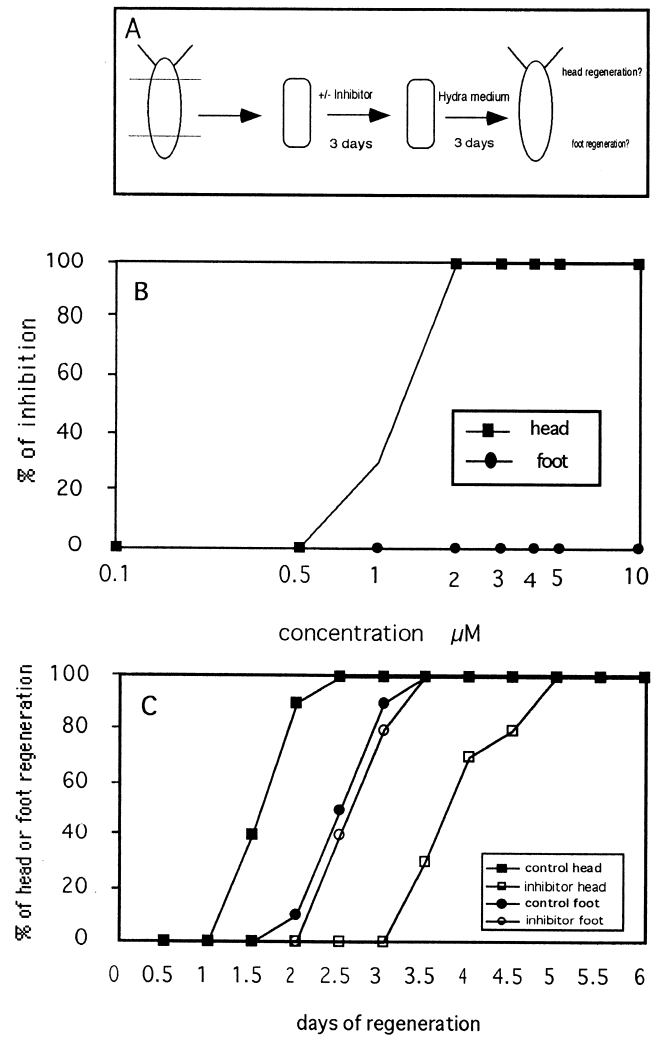 A
+/- Inhibitor
Hydra medium
head regeneration?
3 days
3 days
foot regeneration?
B
100
80
60
40
20
0
% of inhibition
head
foot
0.1 0.5 1 2 3 4 5 10
concentration µM
C
100
80
60
40
20
0
% of head or foot regeneration
control head
inhibitor head
control foot
inhibitor foot
0 0.5 1 1.5 2 2.5 3 3.5 4 4.5 5 5.5 6
days of regeneration